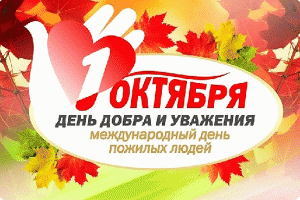 1 ОКТЯБРЯ
ДЕНЬ ДОБРА И УВАЖЕНИЯ
международный день
пожилых людей